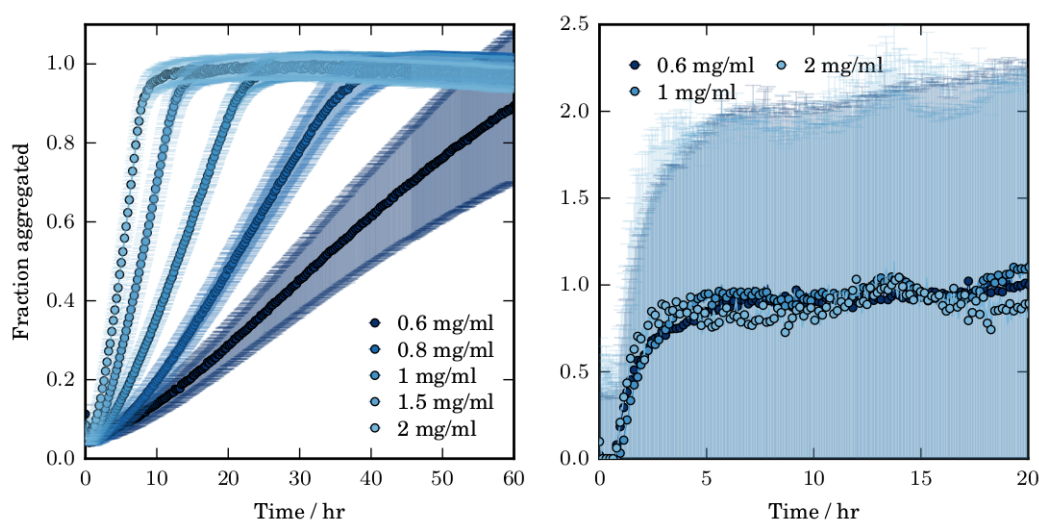 Fraction aggregated
1.0
0.8
0.6
0.4
0.2
0.0
0.6 mg/ml
0.8 mg/ml
1 mg/ml
1.5 mg/ml
2 mg/ml
0 10 20 30 40 50 60
Time / hr
2.5
2.0
1.5
1.0
0.5
0.0
0.6 mg/ml 2 mg/ml
1 mg/ml
0 5 10 15 20
Time / hr